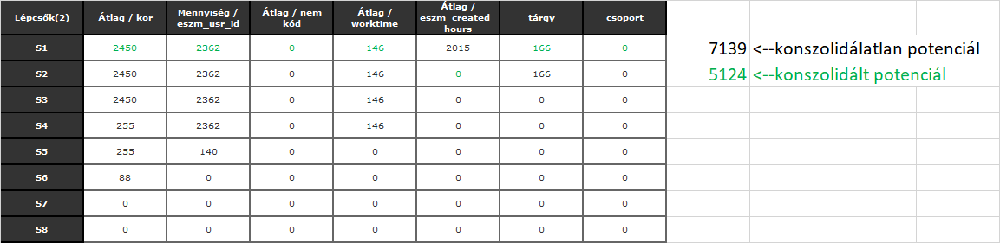 Lépcsők(2) Átlag / kor Mennyiség / eszm_usr_id Átlag / nem kód Átlag / worktime Átlag / eszm_created_hours tárgy csoport
S1 2450 2362 0 146 2015 166 0 7139 <--konszolidálatlan potenciál
S2 2450 2362 0 146 0 166 0 5124 <--konszolidált potenciál
S3 2450 2362 0 146 0 0 0
S4 255 2362 0 146 0 0 0
S5 255 140 0 0 0 0 0
S6 88 0 0 0 0 0 0
S7 0 0 0 0 0 0 0
S8 0 0 0 0 0 0 0